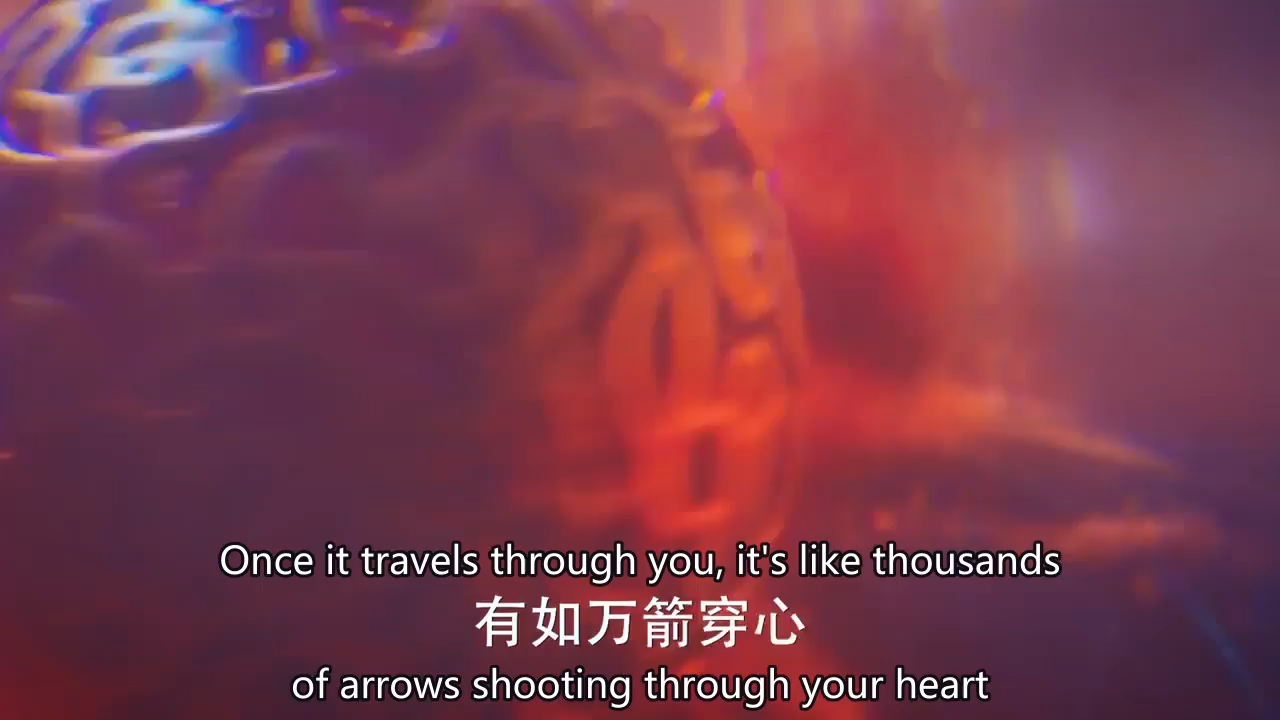 Once it travels through you, it's like thousands
有如万箭穿心
of arrows shooting through your heart